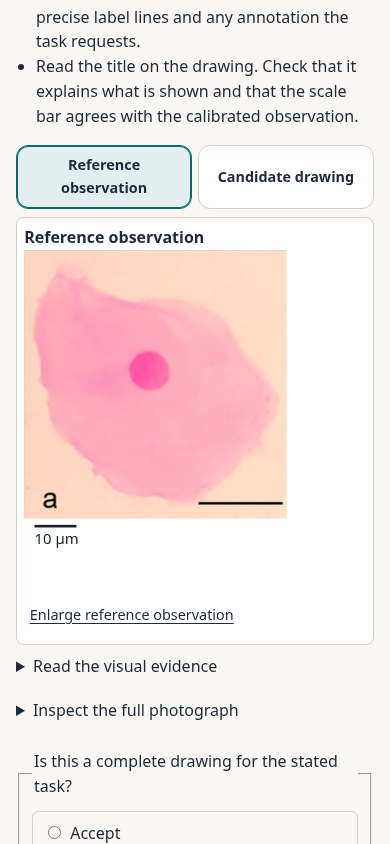 precise label lines and any annotation the
task requests.
Read the title on the drawing. Check that it
explains what is shown and that the scale
bar agrees with the calibrated observation.
Reference
observation
Candidate drawing
Reference observation
a
10 µm
Enlarge reference observation
Read the visual evidence
Inspect the full photograph
Is this a complete drawing for the stated
task?
Accept